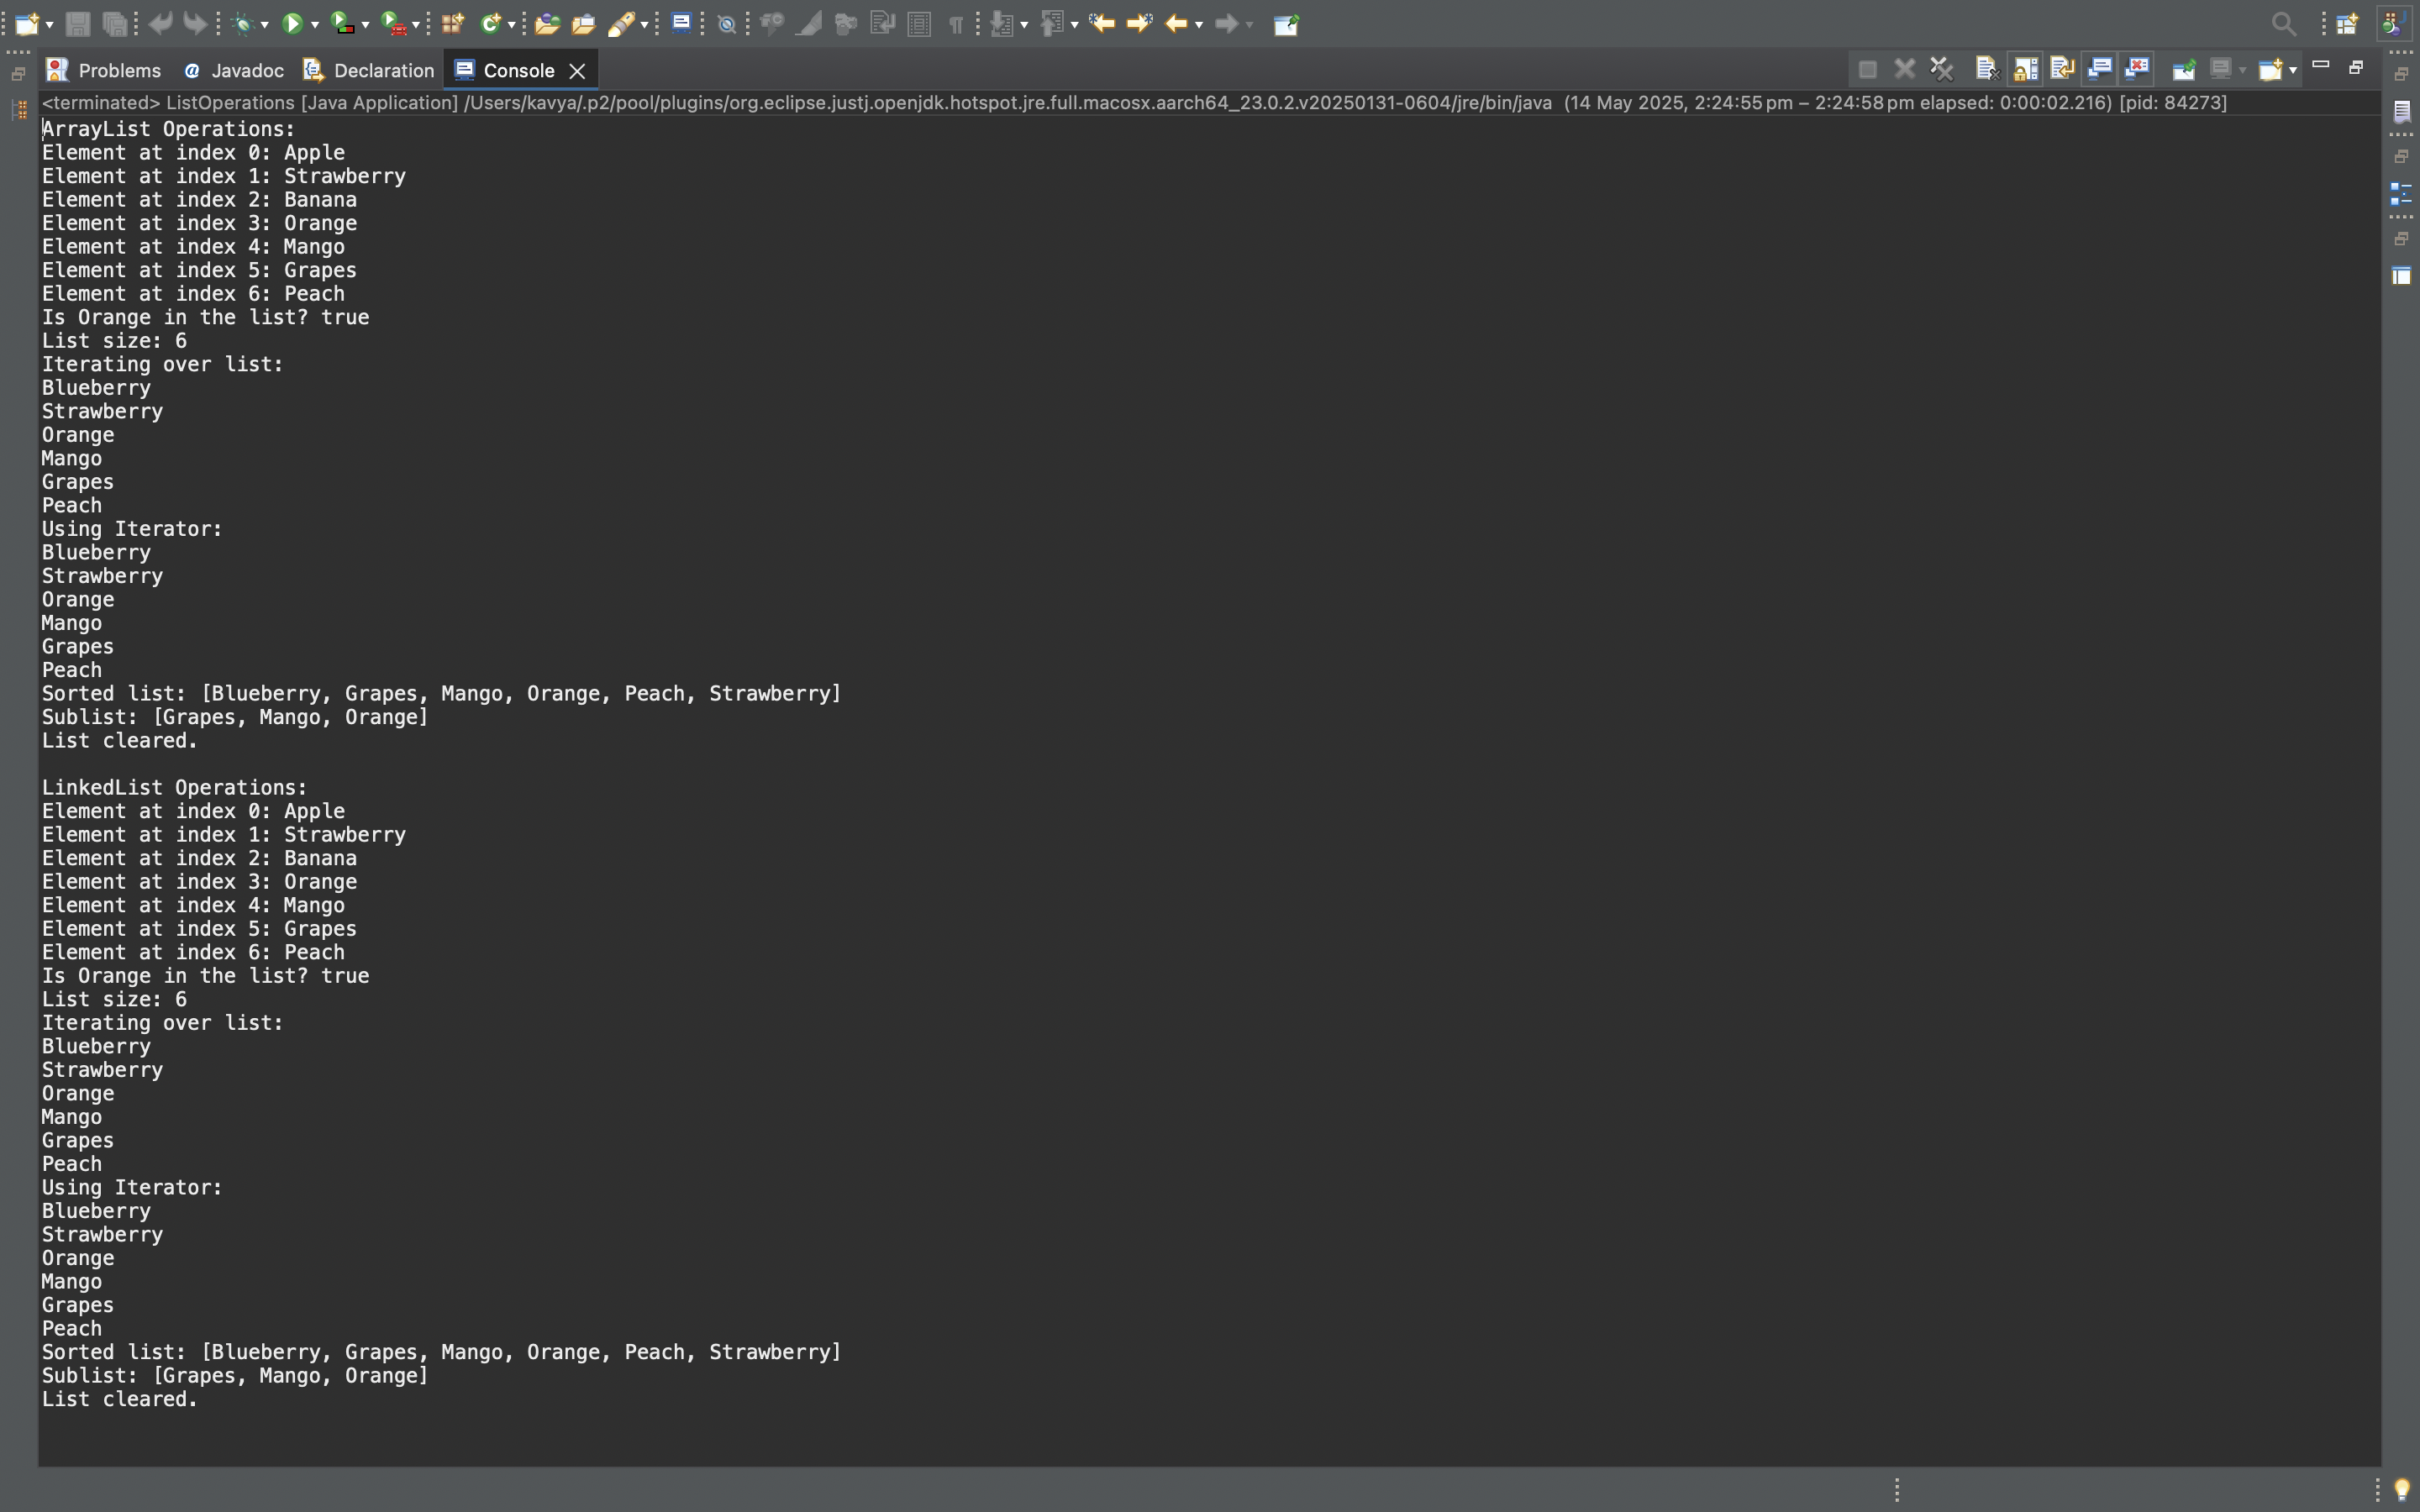 Problems @ Javadoc Declaration Console
<terminated> ListOperations [Java Application] /Users/kavya/.p2/pool/plugins/org.eclipse.justj.openjdk.hotspot.jre.full.macosx.aarch64_23.0.2.v20250131-0604/jre/bin/java (14 May 2025, 2:24:55 pm – 2:24:58 pm elapsed: 0:00:02.216) [pid: 84273]
ArrayList Operations:
Element at index 0: Apple
Element at index 1: Strawberry
Element at index 2: Banana
Element at index 3: Orange
Element at index 4: Mango
Element at index 5: Grapes
Element at index 6: Peach
Is Orange in the list? true
List size: 6
Iterating over list:
Blueberry
Strawberry
Orange
Mango
Grapes
Peach
Using Iterator:
Blueberry
Strawberry
Orange
Mango
Grapes
Peach
Sorted list: [Blueberry, Grapes, Mango, Orange, Peach, Strawberry]
Sublist: [Grapes, Mango, Orange]
List cleared.

LinkedList Operations:
Element at index 0: Apple
Element at index 1: Strawberry
Element at index 2: Banana
Element at index 3: Orange
Element at index 4: Mango
Element at index 5: Grapes
Element at index 6: Peach
Is Orange in the list? true
List size: 6
Iterating over list:
Blueberry
Strawberry
Orange
Mango
Grapes
Peach
Using Iterator:
Blueberry
Strawberry
Orange
Mango
Grapes
Peach
Sorted list: [Blueberry, Grapes, Mango, Orange, Peach, Strawberry]
Sublist: [Grapes, Mango, Orange]
List cleared.